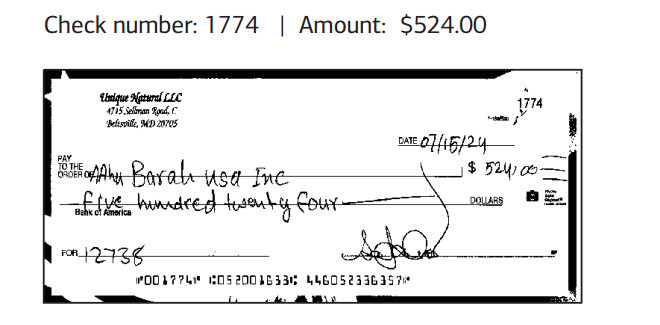 Check number: 1774 | Amount: $524.00
Unique Natural LLC
4715 Sellman Road, C
Beltsville, MD 20705
1774
DATE 07/15/24
PAY TO THE ORDER OF Barah usa Inc
$ 524.00
five hundred twenty four
DOLLARS
Bank of America
FOR 12738
⑈001774⑈ ⑆052001633⑆ 446052336357⑈